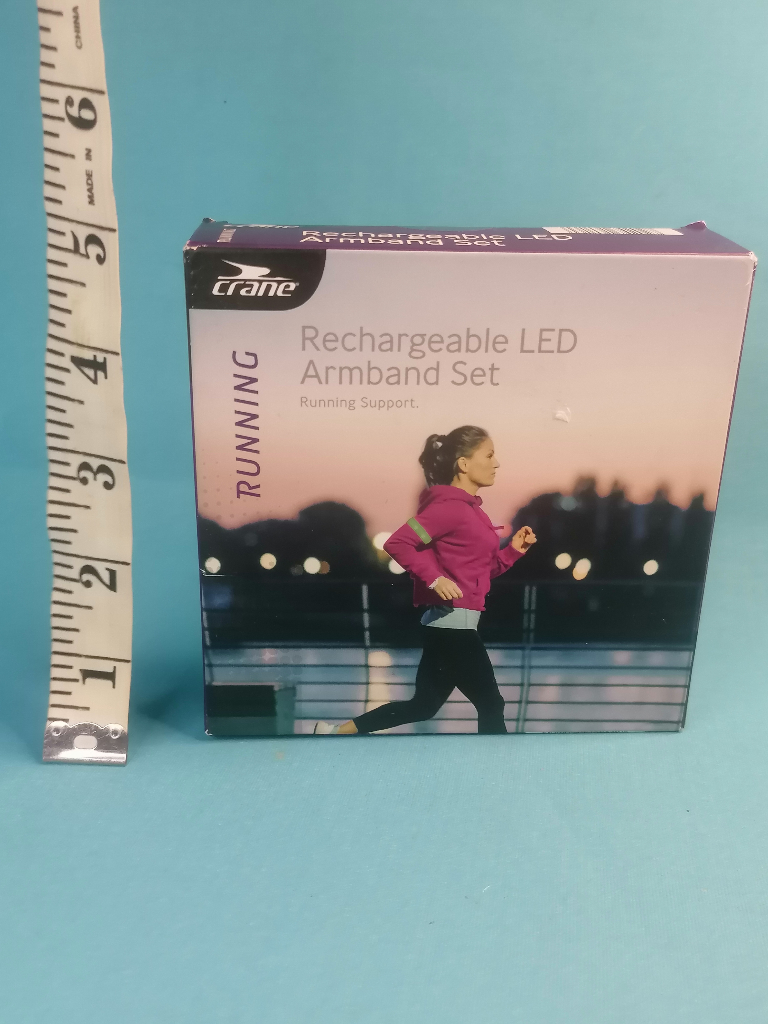 CHINA
6
MADE IN
5
4
3
2
1
RUNNING
Rechargeable LED
Armband Set
crane
RUNNING
Rechargeable LED
Armband Set
Running Support.